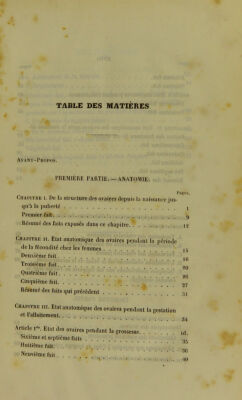 TABLE DES MATIÈRES
AVANT-PROPOS.
PREMIÈRE PARTIE. — ANATOMIE.
Pages.
CHAPITRE I. De la structure des ovaires depuis la naissance jus-
qu'à la puberté 1
Premier fait 9
Résumé des faits exposés dans ce chapitre 12
CHAPITRE II. Etat anatomique des ovaires pendant la période
de la fécondité chez les femmes 15
Deuxième fait 18
Troisième fait 20
Quatrième fait 26
Cinquième fait 27
Résumé des faits qui précèdent 31
CHAPITRE III. Etat anatomique des ovaires pendant la gestation
et l'allaitement 34
Article 1er. Etat des ovaires pendant la grossesse id.
Sixième et septième faits 35
Huitième fait 36
Neuvième fait 40